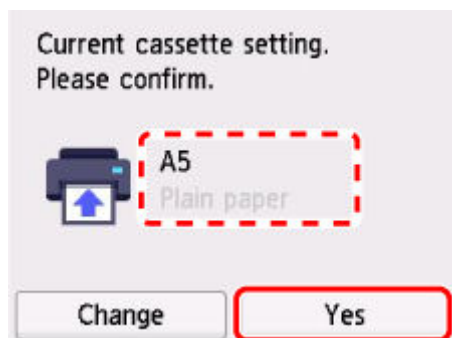 Current cassette setting.
Please confirm.
A5
Plain paper
Change
Yes